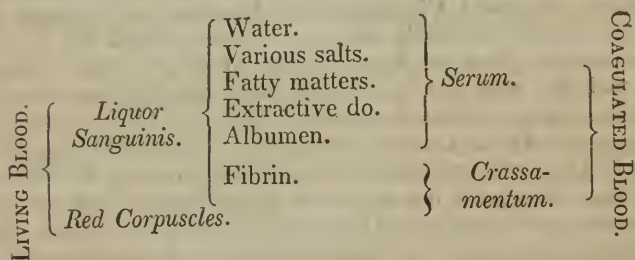 LIVING BLOOD.
Liquor
Sanguinis.
Red Corpuscles.
Water.
Various salts.
Fatty matters.
Extractive do.
Albumen.
Fibrin.
Serum.
Crassa-
mentum.
COAGULATED BLOOD.